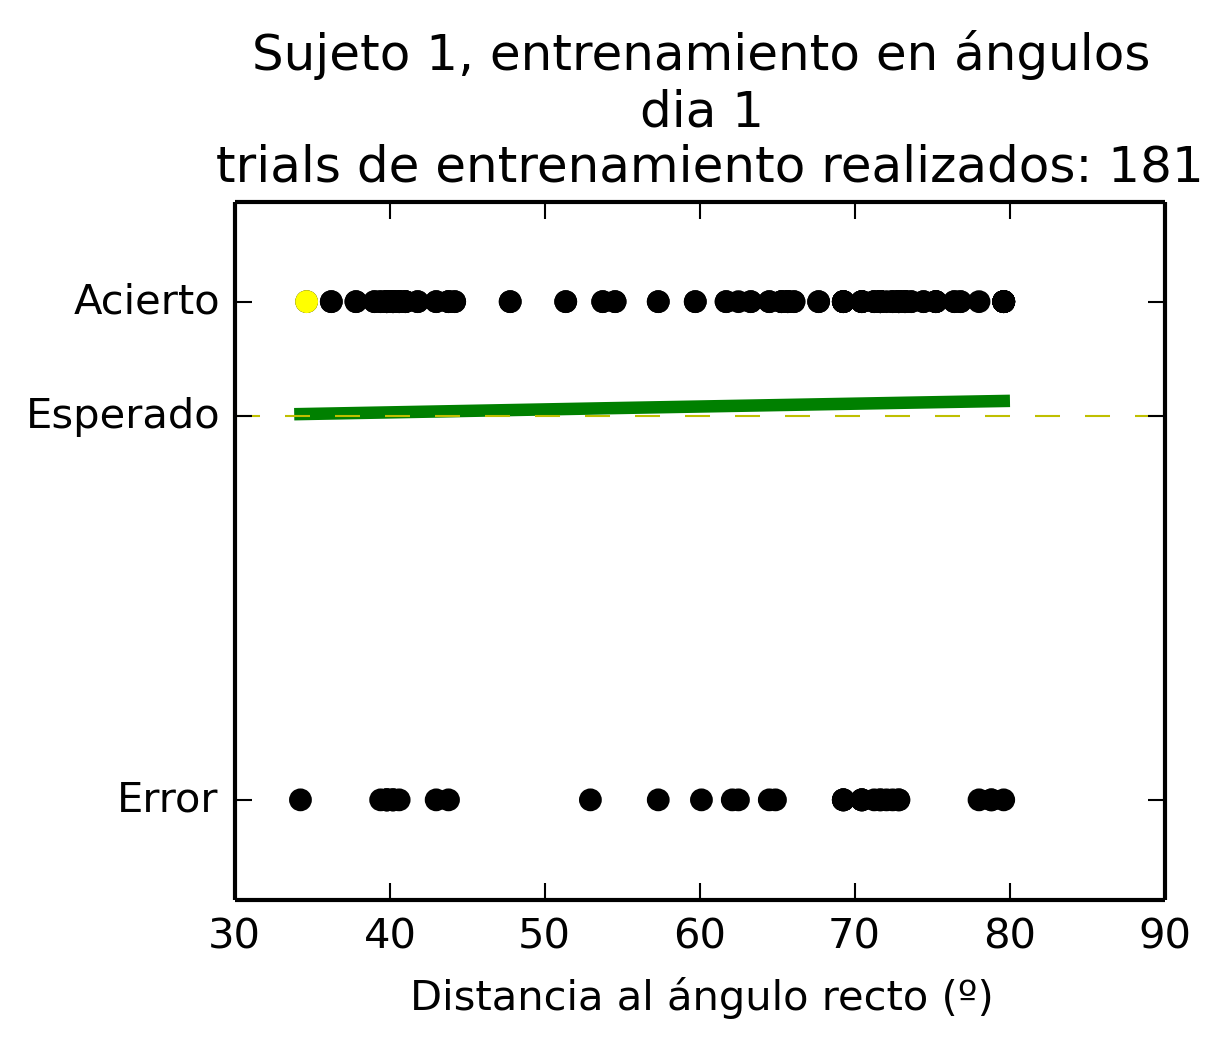 Sujeto 1, entrenamiento en ángulos
dia 1
trials de entrenamiento realizados: 181
Acierto
Esperado
Error
30 40 50 60 70 80 90
Distancia al ángulo recto (º)